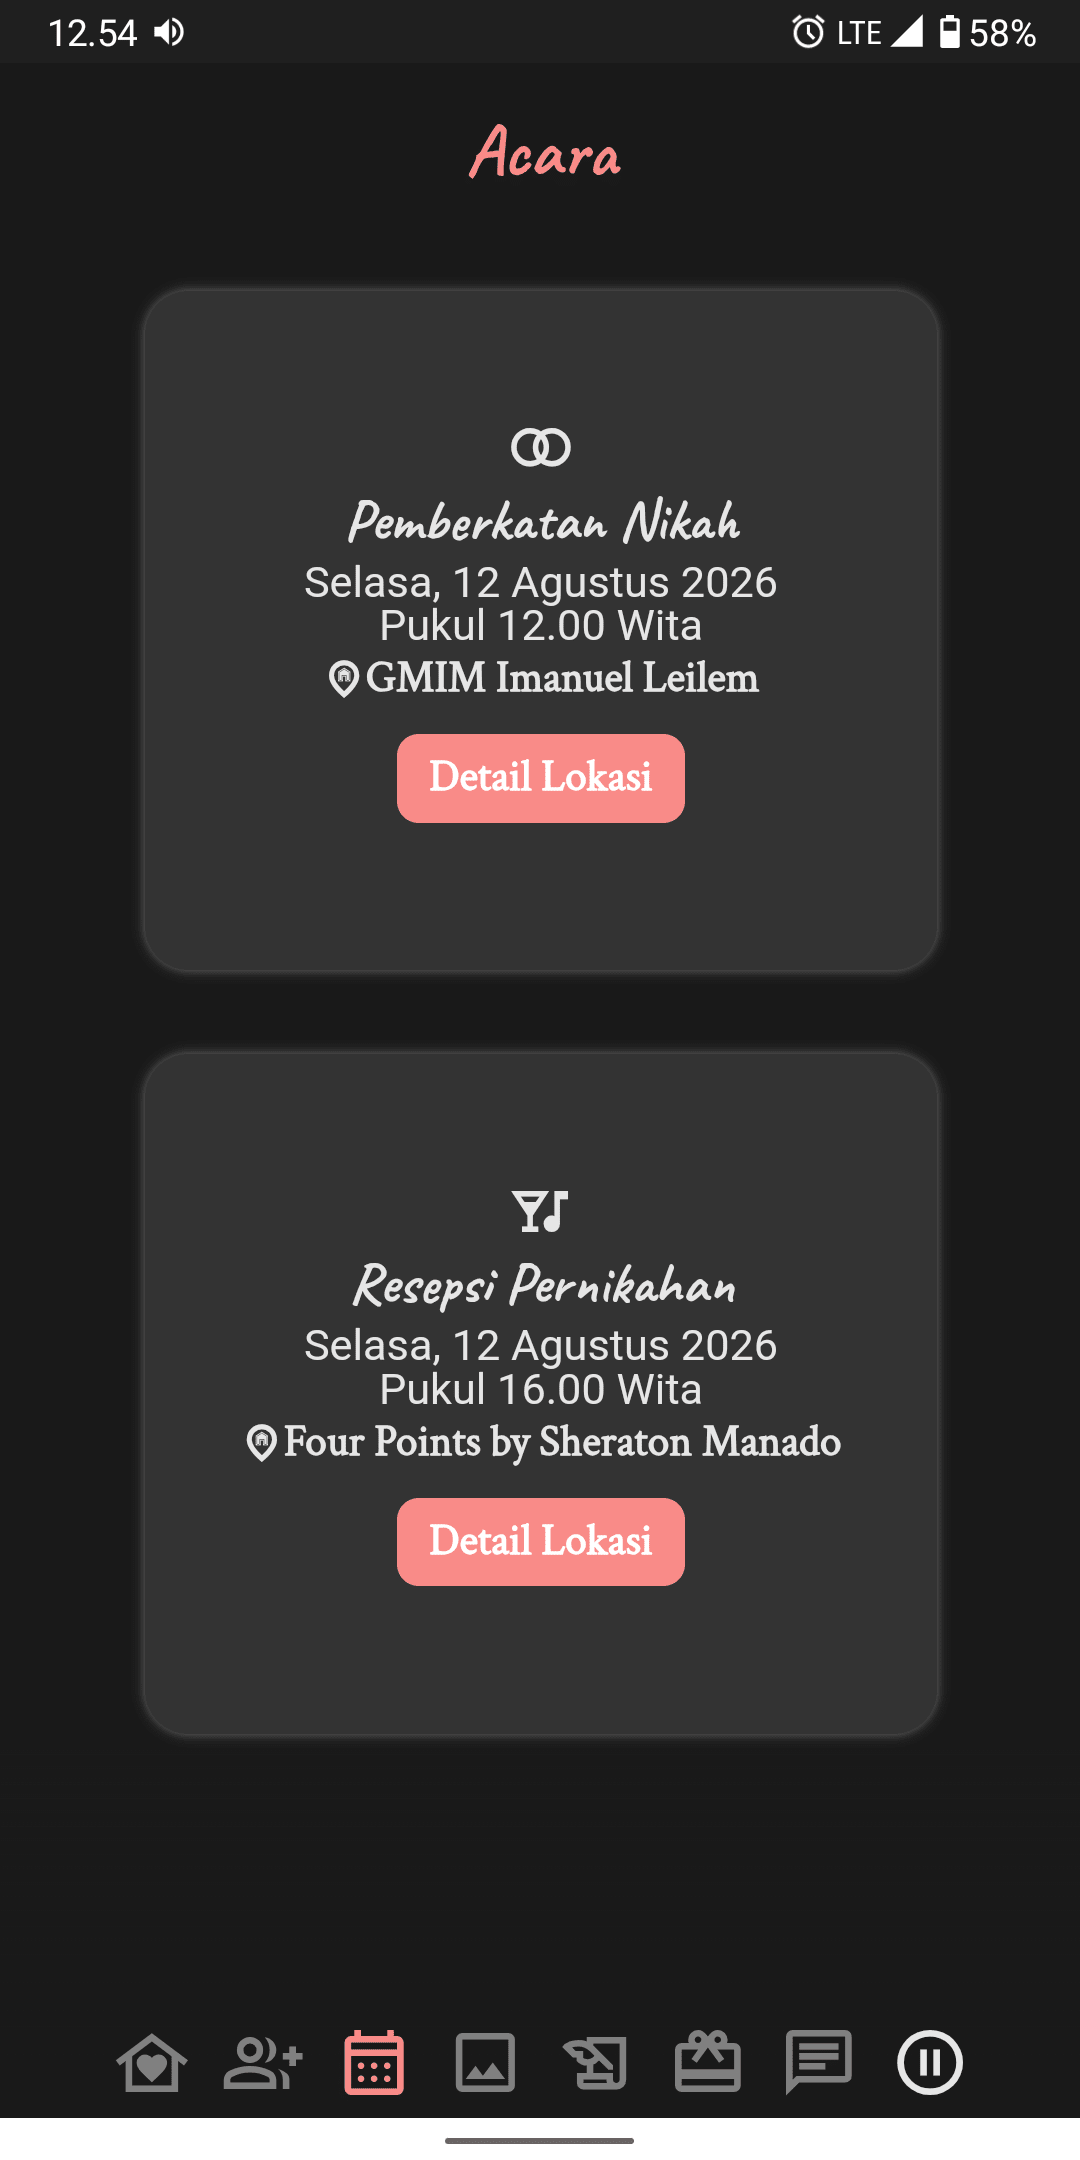 12.54
LTE 58%
Acara
Pemberkatan Nikah
Selasa, 12 Agustus 2026
Pukul 12.00 Wita
GMIM Imanuel Leilem
Detail Lokasi
Resepsi Pernikahan
Selasa, 12 Agustus 2026
Pukul 16.00 Wita
Four Points by Sheraton Manado
Detail Lokasi